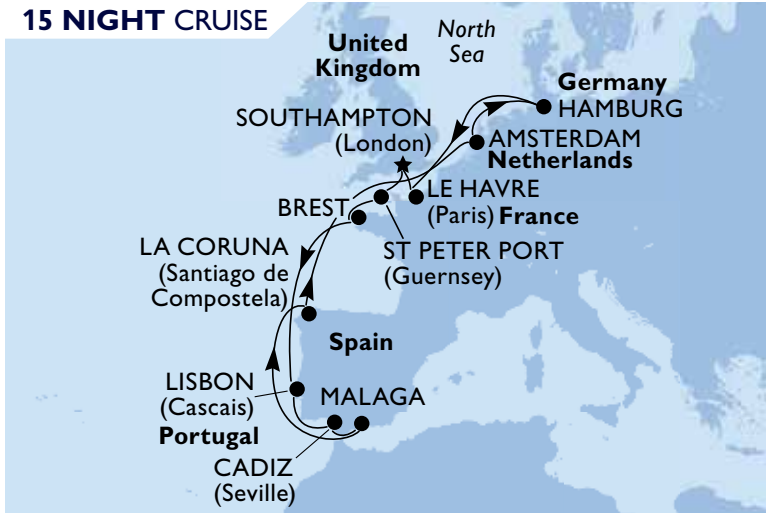 15 NIGHT CRUISE
North
Sea
United
Kingdom
Germany
HAMBURG
SOUTHAMPTON
(London)
AMSTERDAM
Netherlands
LE HAVRE
(Paris) France
BREST
ST PETER PORT
(Guernsey)
LA CORUNA
(Santiago de
Compostela)
Spain
LISBON
(Cascais)
Portugal
MALAGA
CADIZ
(Seville)